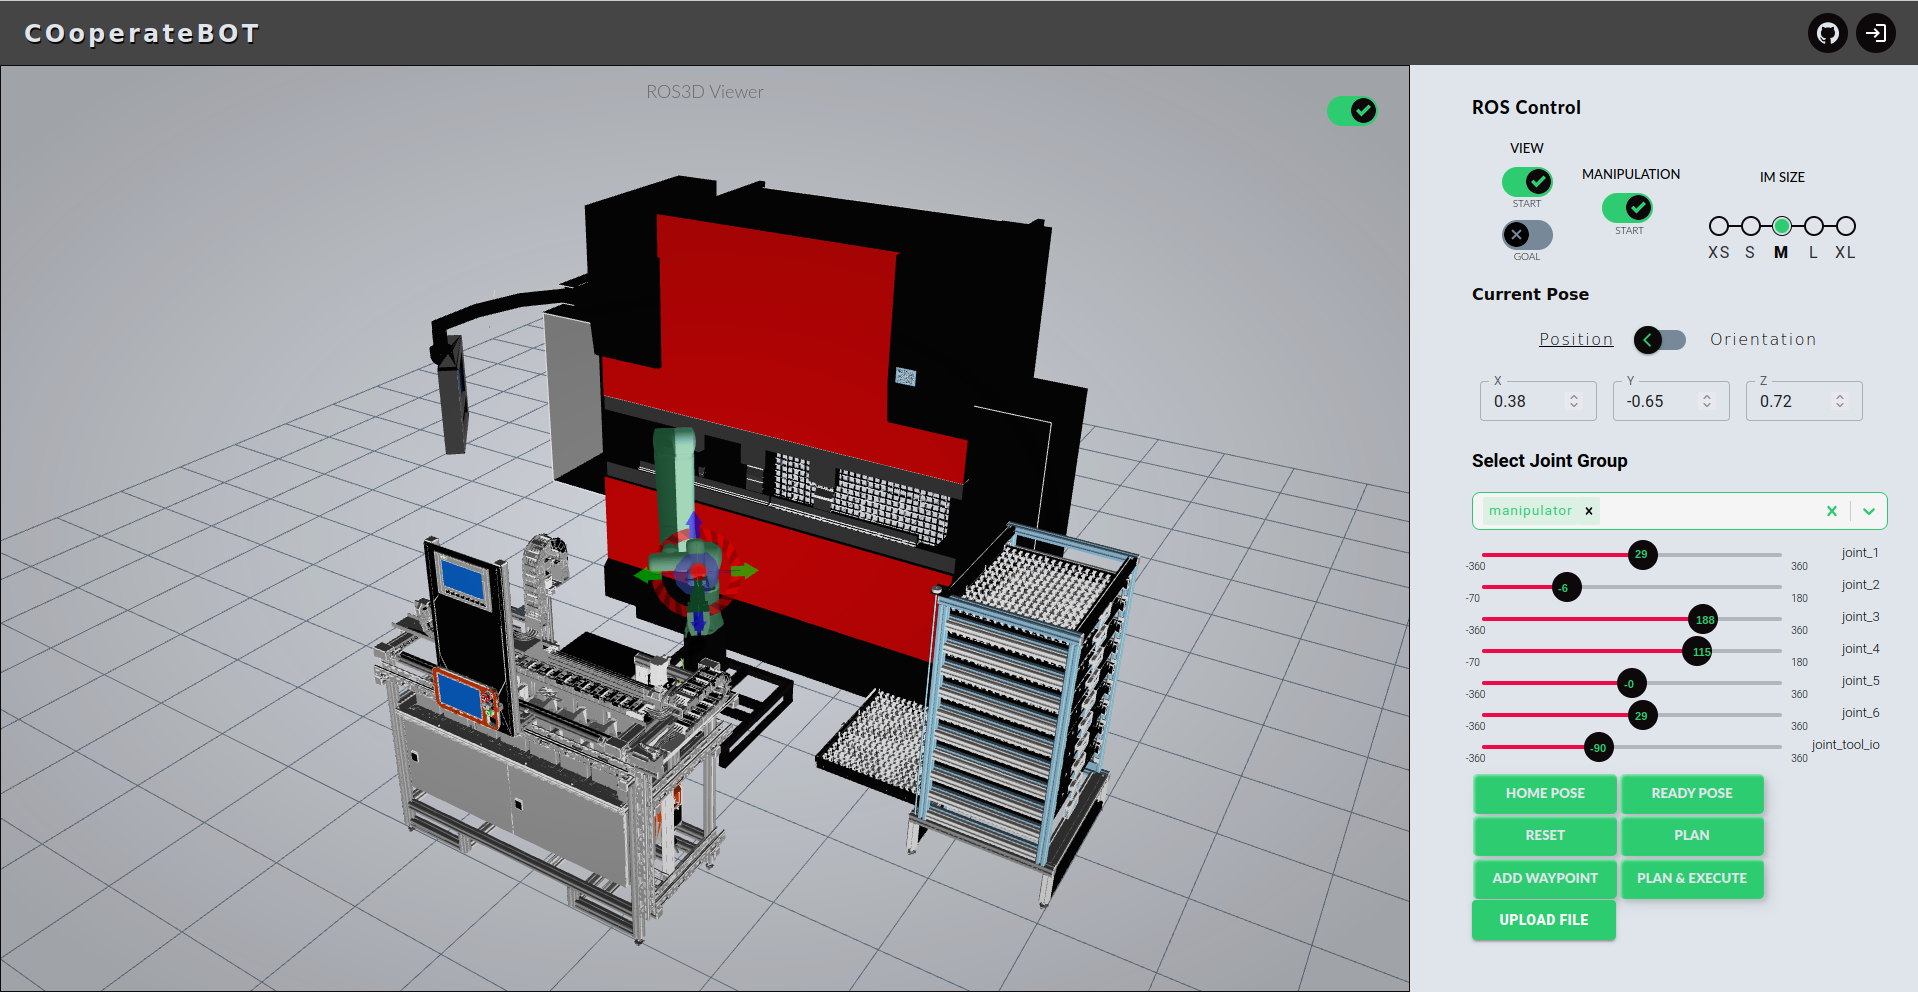 COoperateBOT
ROS3D Viewer
ROS Control
VIEW
START
GOAL
MANIPULATION
START
IM SIZE
XS S M L XL
Current Pose
Position Orientation
X Y Z
0.38 -0.65 0.72
Select Joint Group
manipulator
29 joint_1
-360 360
-6 joint_2
-70 180
188 joint_3
-360 360
115 joint_4
-70 180
-0 joint_5
-360 360
29 joint_6
-360 360
-90 joint_tool_io
-360 360
HOME POSE READY POSE
RESET PLAN
ADD WAYPOINT PLAN & EXECUTE
UPLOAD FILE